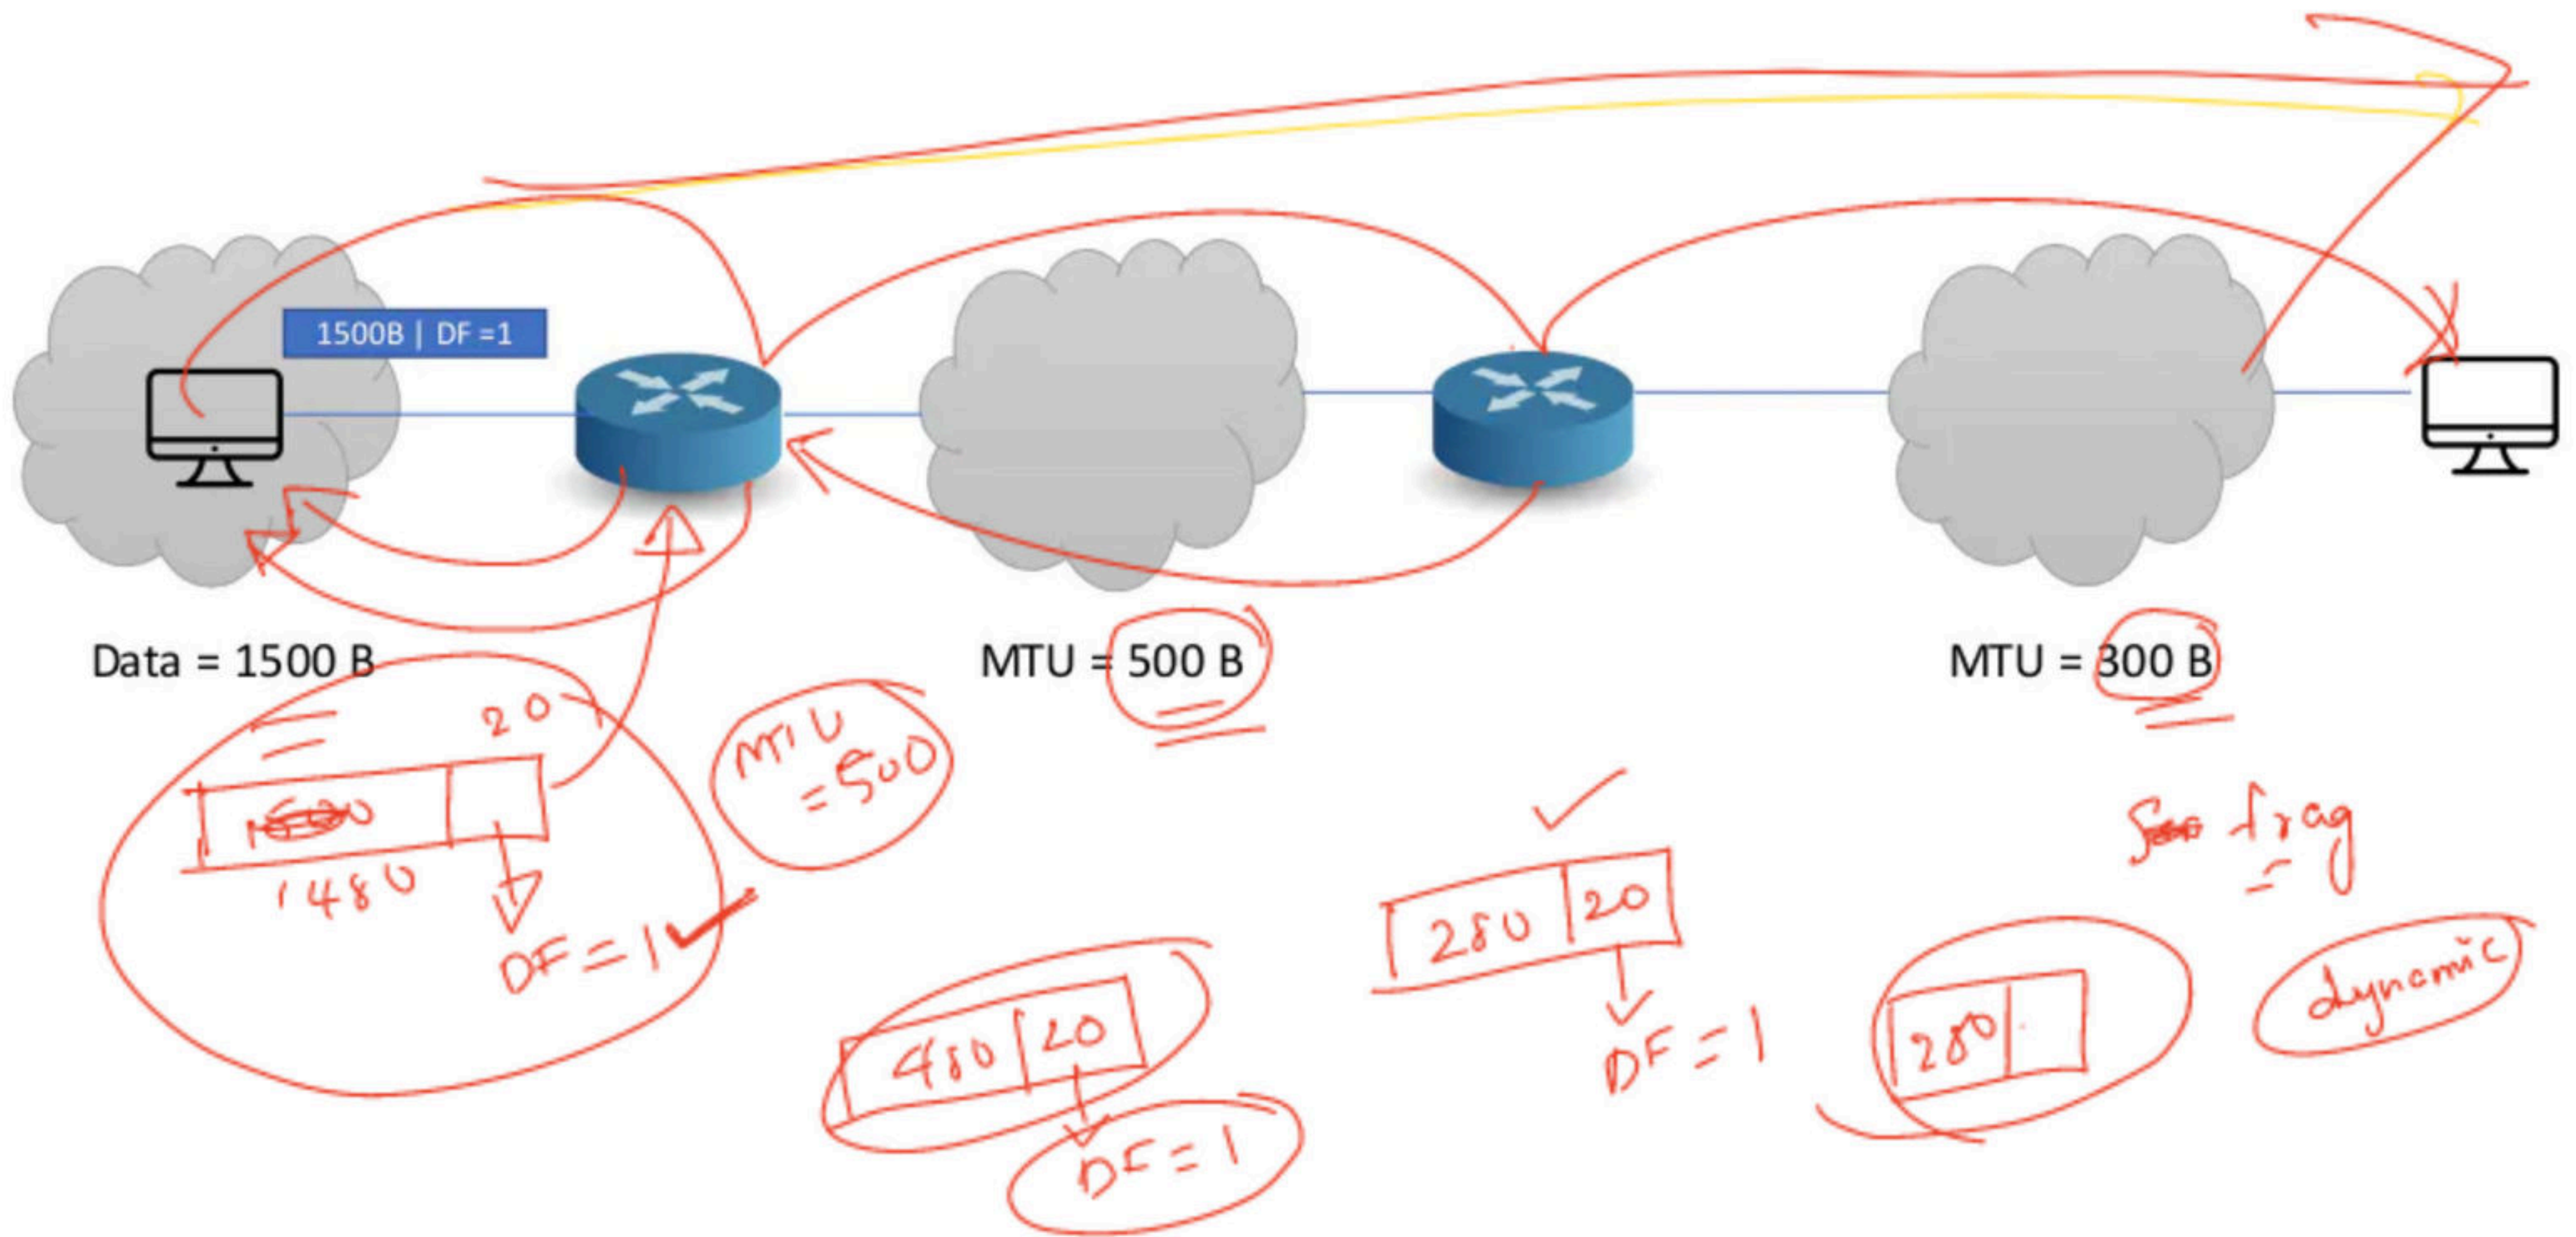 1500B | DF =1
Data = 1500 B
MTU = 500 B
MTU = 300 B
20
1480
DF = 1
MTU
= 500
480 20
DF = 1
280 20
DF = 1
frag
280
dynamic